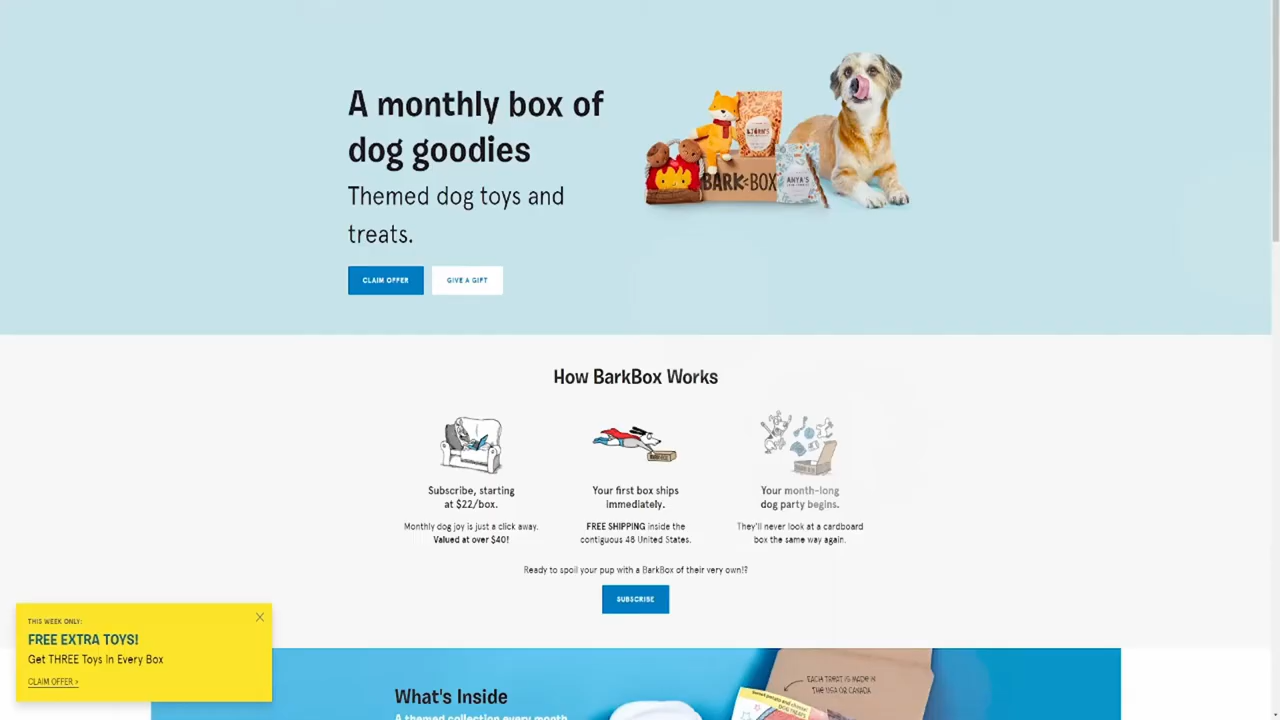 A monthly box of
dog goodies
Themed dog toys and
treats.
CLAIM OFFER
GIVE A GIFT
BJORN'S
BARK BOX
ANYA'S
How BarkBox Works
Subscribe, starting
at $22/box.
Monthly dog joy is just a click away.
Valued at over $40!
Your first box ships
immediately.
FREE SHIPPING inside the
contiguous 48 United States.
Your month-long
dog party begins.
They'll never look at a cardboard
box the same way again.
Ready to spoil your pup with a BarkBox of their very own!?
SUBSCRIBE
THIS WEEK ONLY:
FREE EXTRA TOYS!
Get THREE Toys In Every Box
CLAIM OFFER >
What's Inside
A themed collection every month
EACH TREAT IS MADE IN
THE USA OR CANADA
DOG TREATS